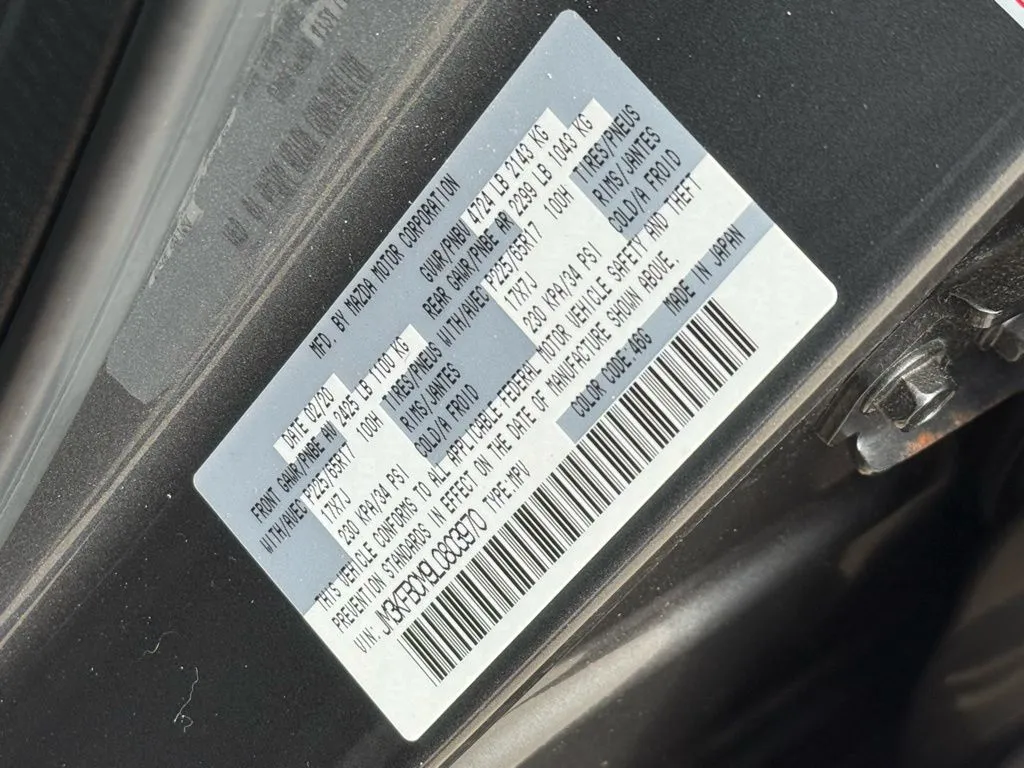 MFD. BY MAZDA MOTOR CORPORATION
DATE 02/20 GVWR/PNBV 4724 LB 2143 KG
FRONT GAWR/PNBE AV 2425 LB 1100 KG REAR GAWR/PNBE AR 2299 LB 1043 KG
WITH/AVEC P225/65R17 100H TIRES/PNEUS WITH/AVEC P225/65R17 100H TIRES/PNEUS
17X7J RIMS/JANTES 17X7J RIMS/JANTES
230 KPA/34 PSI COLD/A FROID 230 KPA/34 PSI COLD/A FROID
THIS VEHICLE CONFORMS TO ALL APPLICABLE FEDERAL MOTOR VEHICLE SAFETY AND THEFT
PREVENTION STANDARDS IN EFFECT ON THE DATE OF MANUFACTURE SHOWN ABOVE.
VIN: JM3KFBCM9L0803970 TYPE:MPV COLOR CODE:46G MADE IN JAPAN